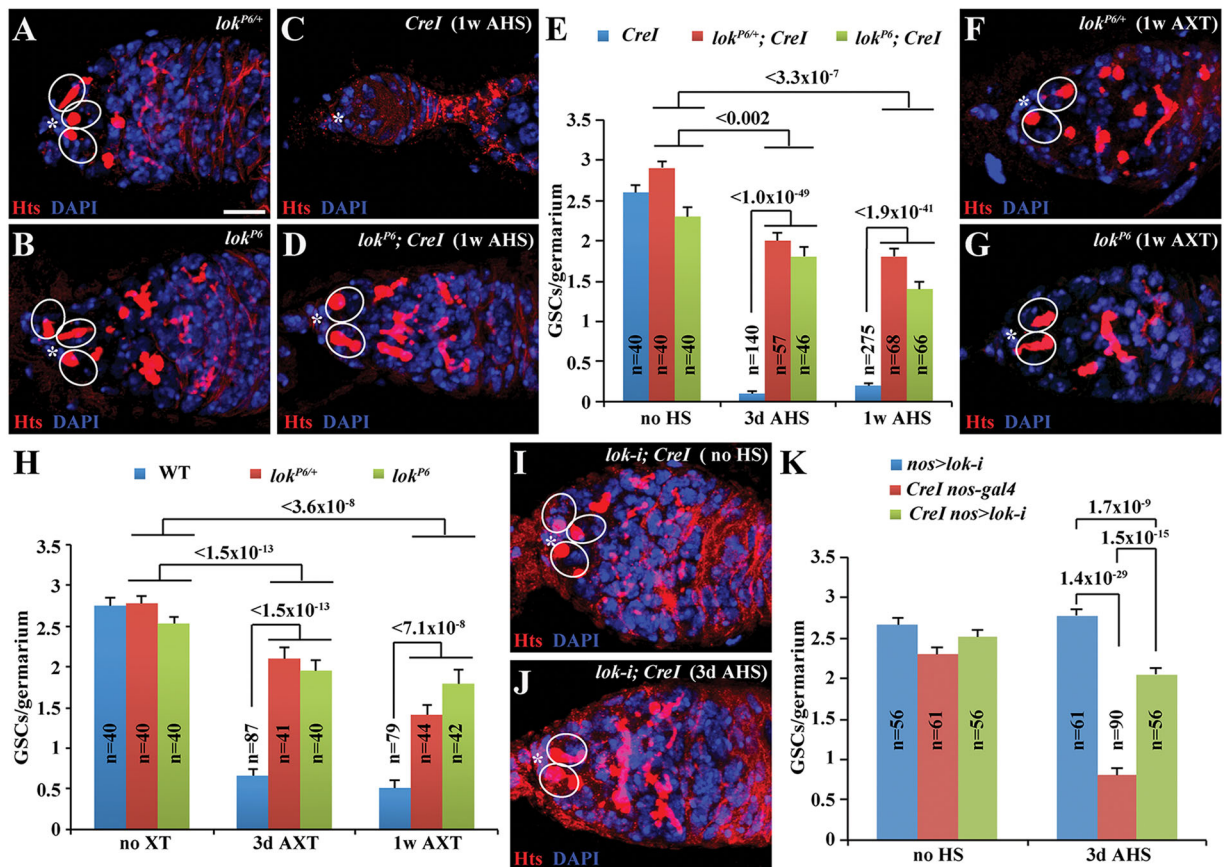 A
lok^P6/+
Hts DAPI
B
lok^P6
Hts DAPI
C
CreI (1w AHS)
Hts DAPI
D
lok^P6; CreI (1w AHS)
Hts DAPI
E
CreI
lok^P6/+; CreI
lok^P6; CreI
<3.3x10^-7
<0.002
<1.0x10^-49
<1.9x10^-41
GSCs/germarium
3.5
3
2.5
2
1.5
1
0.5
0
n=40
n=40
n=40
n=140
n=57
n=46
n=275
n=68
n=66
no HS
3d AHS
1w AHS
F
lok^P6/+ (1w AXT)
Hts DAPI
G
lok^P6 (1w AXT)
Hts DAPI
H
WT
lok^P6/+
lok^P6
<3.6x10^-8
<1.5x10^-13
<1.5x10^-13
<7.1x10^-8
GSCs/germarium
3.5
3
2.5
2
1.5
1
0.5
0
n=40
n=40
n=40
n=87
n=41
n=40
n=79
n=44
n=42
no XT
3d AXT
1w AXT
I
lok-i; CreI ( no HS)
Hts DAPI
J
lok-i; CreI (3d AHS)
Hts DAPI
K
nos>lok-i
CreI nos-gal4
CreI nos>lok-i
1.7x10^-9
1.5x10^-15
1.4x10^-29
GSCs/germarium
3.5
3
2.5
2
1.5
1
0.5
0
n=56
n=61
n=56
n=61
n=90
n=56
no HS
3d AHS